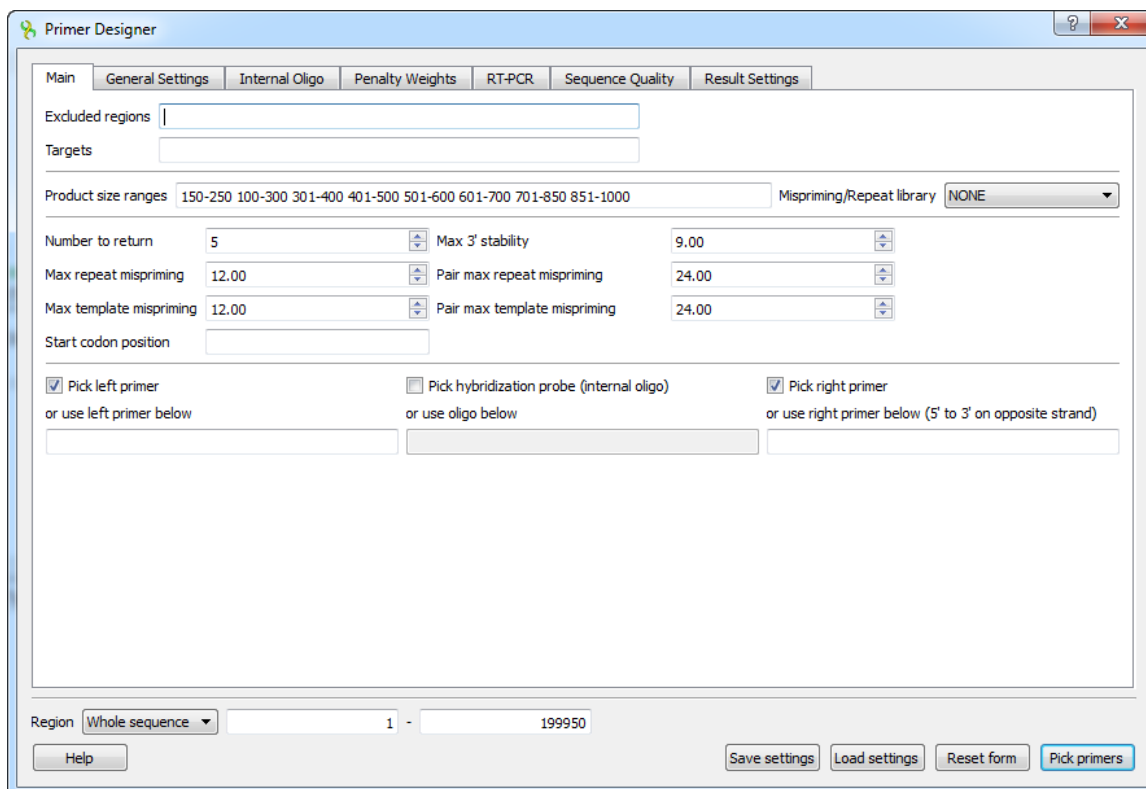 Primer Designer
Main General Settings Internal Oligo Penalty Weights RT-PCR Sequence Quality Result Settings
Excluded regions
Targets
Product size ranges 150-250 100-300 301-400 401-500 501-600 601-700 701-850 851-1000 Mispriming/Repeat library NONE
Number to return 5 Max 3' stability 9.00
Max repeat mispriming 12.00 Pair max repeat mispriming 24.00
Max template mispriming 12.00 Pair max template mispriming 24.00
Start codon position
Pick left primer Pick hybridization probe (internal oligo) Pick right primer
or use left primer below or use oligo below or use right primer below (5' to 3' on opposite strand)
Region Whole sequence 1 - 199950
Help Save settings Load settings Reset form Pick primers